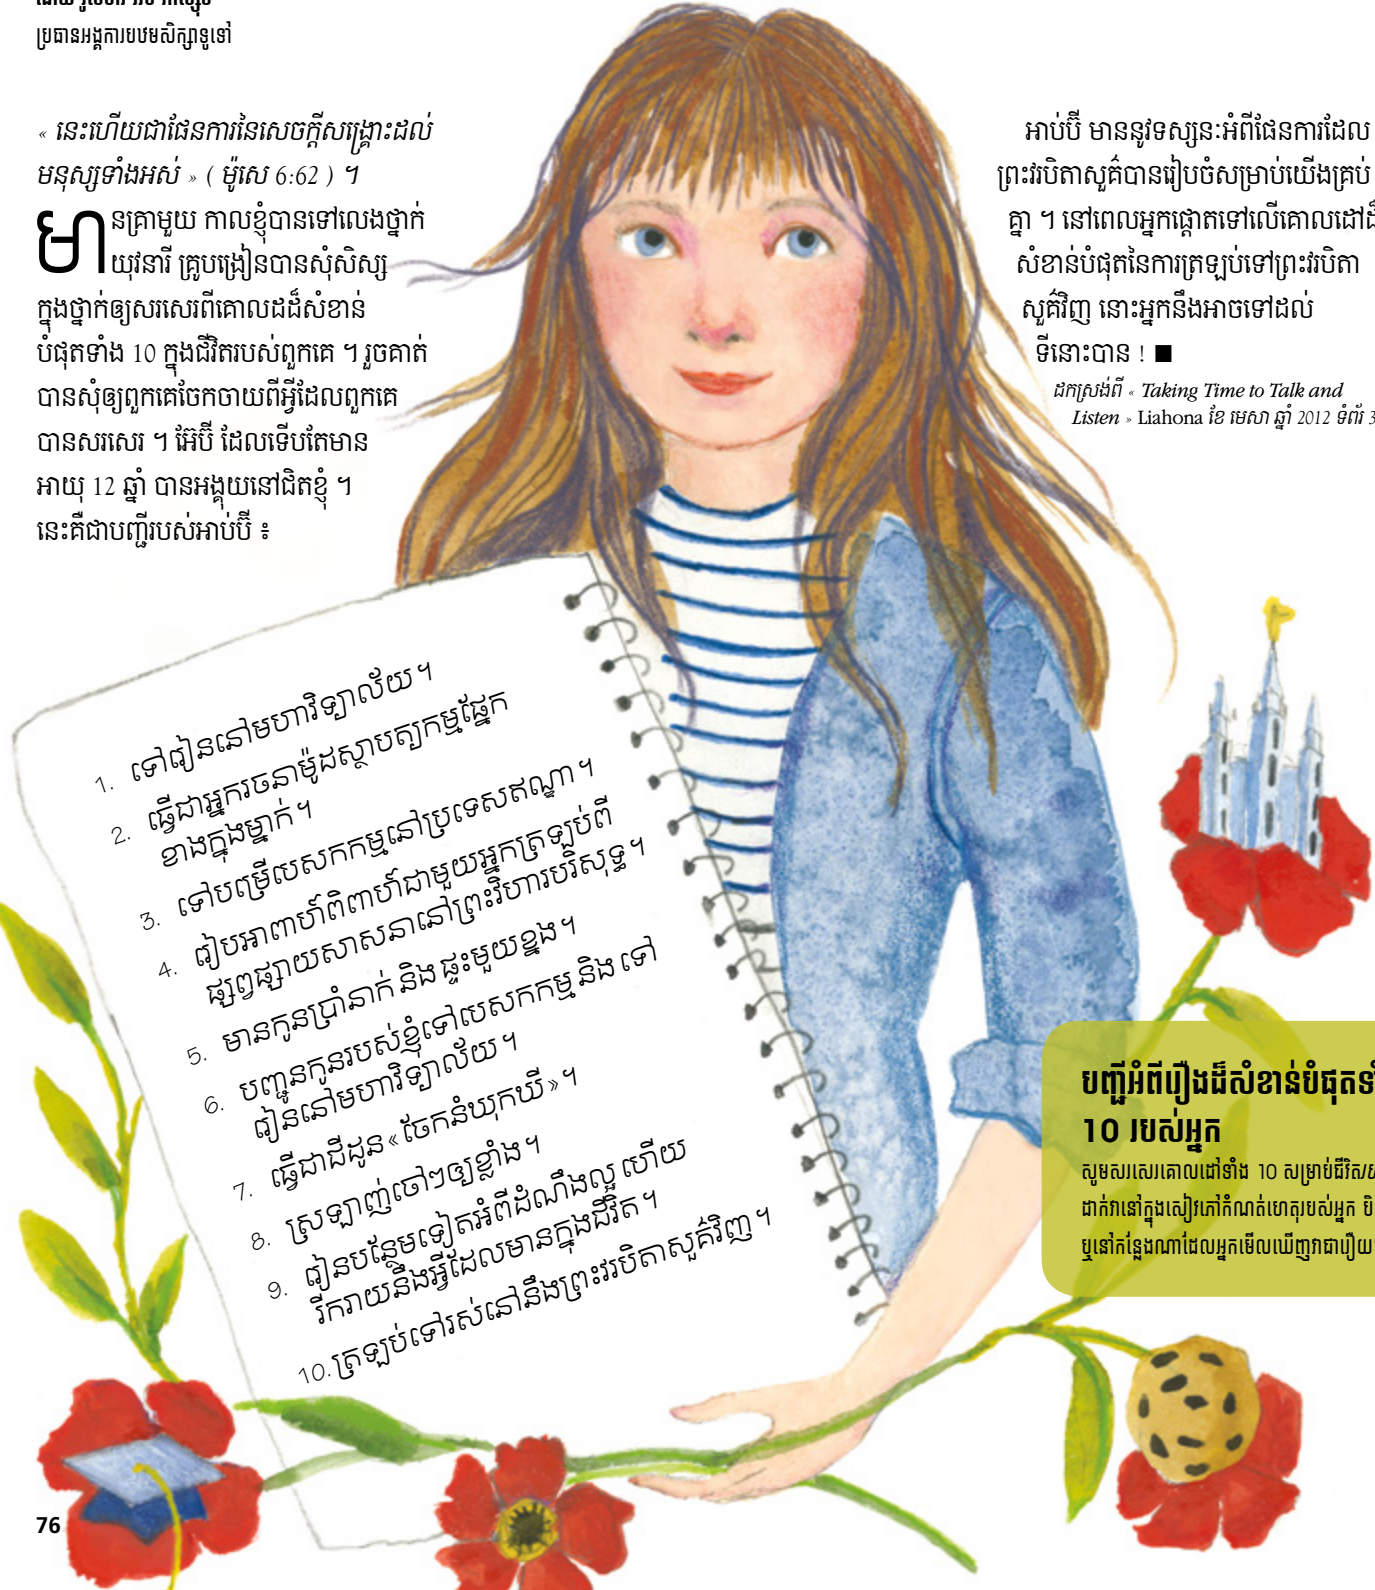 ប្រធានអង្គការបឋមសិក្សាទូទៅ
« នេះហើយជាផែនការនៃសេចក្តីសង្គ្រោះដល់
មនុស្សទាំងអស់ » ( ម៉ូសេ 6:62 ) ។
មានគ្រាមួយ កាលខ្ញុំបានទៅលេងថ្នាក់
យុវនារី គ្រូបង្រៀនបានសុំសិស្ស
ក្នុងថ្នាក់ឲ្យសរសេរពីគោលដដ៏សំខាន់
បំផុតទាំង 10 ក្នុងជីវិតរបស់ពួកគេ ។ រួចគាត់
បានសុំឲ្យពួកគេចែកចាយពីអ្វីដែលពួកគេ
បានសរសេរ ។ អ៊ែប៊ី ដែលទើបតែមាន
អាយុ 12 ឆ្នាំ បានអង្គុយនៅជិតខ្ញុំ ។
នេះគឺជាបញ្ជីរបស់អាប់ប៊ី ៖
1. ទៅរៀននៅមហាវិទ្យាល័យ ។
2. ធ្វើជាអ្នករចនាម៉ូដស្ថាបត្យកម្មផ្នែក
ខាងក្នុងម្នាក់ ។
3. ទៅបម្រើបេសកកម្មនៅប្រទេសឥណ្ឌា ។
4. រៀបអាពាហ៍ពិពាហ៍ជាមួយអ្នកត្រឡប់ពី
ផ្សព្វផ្សាយសាសនានៅព្រះវិហារបរិសុទ្ធ ។
5. មានកូនប្រាំនាក់ និង ផ្ទះមួយខ្នង ។
6. បញ្ជូនកូនរបស់ខ្ញុំទៅបេសកកម្ម និង ទៅ
រៀននៅមហាវិទ្យាល័យ ។
7. ធ្វើជាជីដូន « ចែកនំឃុកឃី » ។
8. ស្រឡាញ់ចៅៗឲ្យខ្លាំង ។
9. រៀនបន្ថែមទៀតអំពីដំណឹងល្អ ហើយ
រីករាយនឹងអ្វីដែលមានក្នុងជីវិត ។
10. ត្រឡប់ទៅរស់នៅនឹងព្រះវរបិតាសួគ៌វិញ ។
អាប់ប៊ី មាននូវទស្សនៈអំពីផែនការដែល
ព្រះវរបិតាសួគ៌បានរៀបចំសម្រាប់យើងគ្រប់
គ្នា ។ នៅពេលអ្នកផ្តោតទៅលើគោលដៅដ៏
សំខាន់បំផុតនៃការត្រឡប់ទៅព្រះវរបិតា
សួគ៌វិញ នោះអ្នកនឹងអាចទៅដល់
ទីនោះបាន ! ■
ដកស្រង់ពី « Taking Time to Talk and
Listen » Liahona ខែ មេសា ឆ្នាំ 2012 ទំព័រ
បញ្ជីអំពីរឿងដ៏សំខាន់បំផុត
10 របស់អ្នក
សូមសរសេរគោលដៅទាំង 10 សម្រាប់ជីវិត
ដាក់វានៅក្នុងសៀវភៅកំណត់ហេតុរបស់អ្នក
ឬនៅកន្លែងណាដែលអ្នកមើលឃើញវាជារឿយ
76